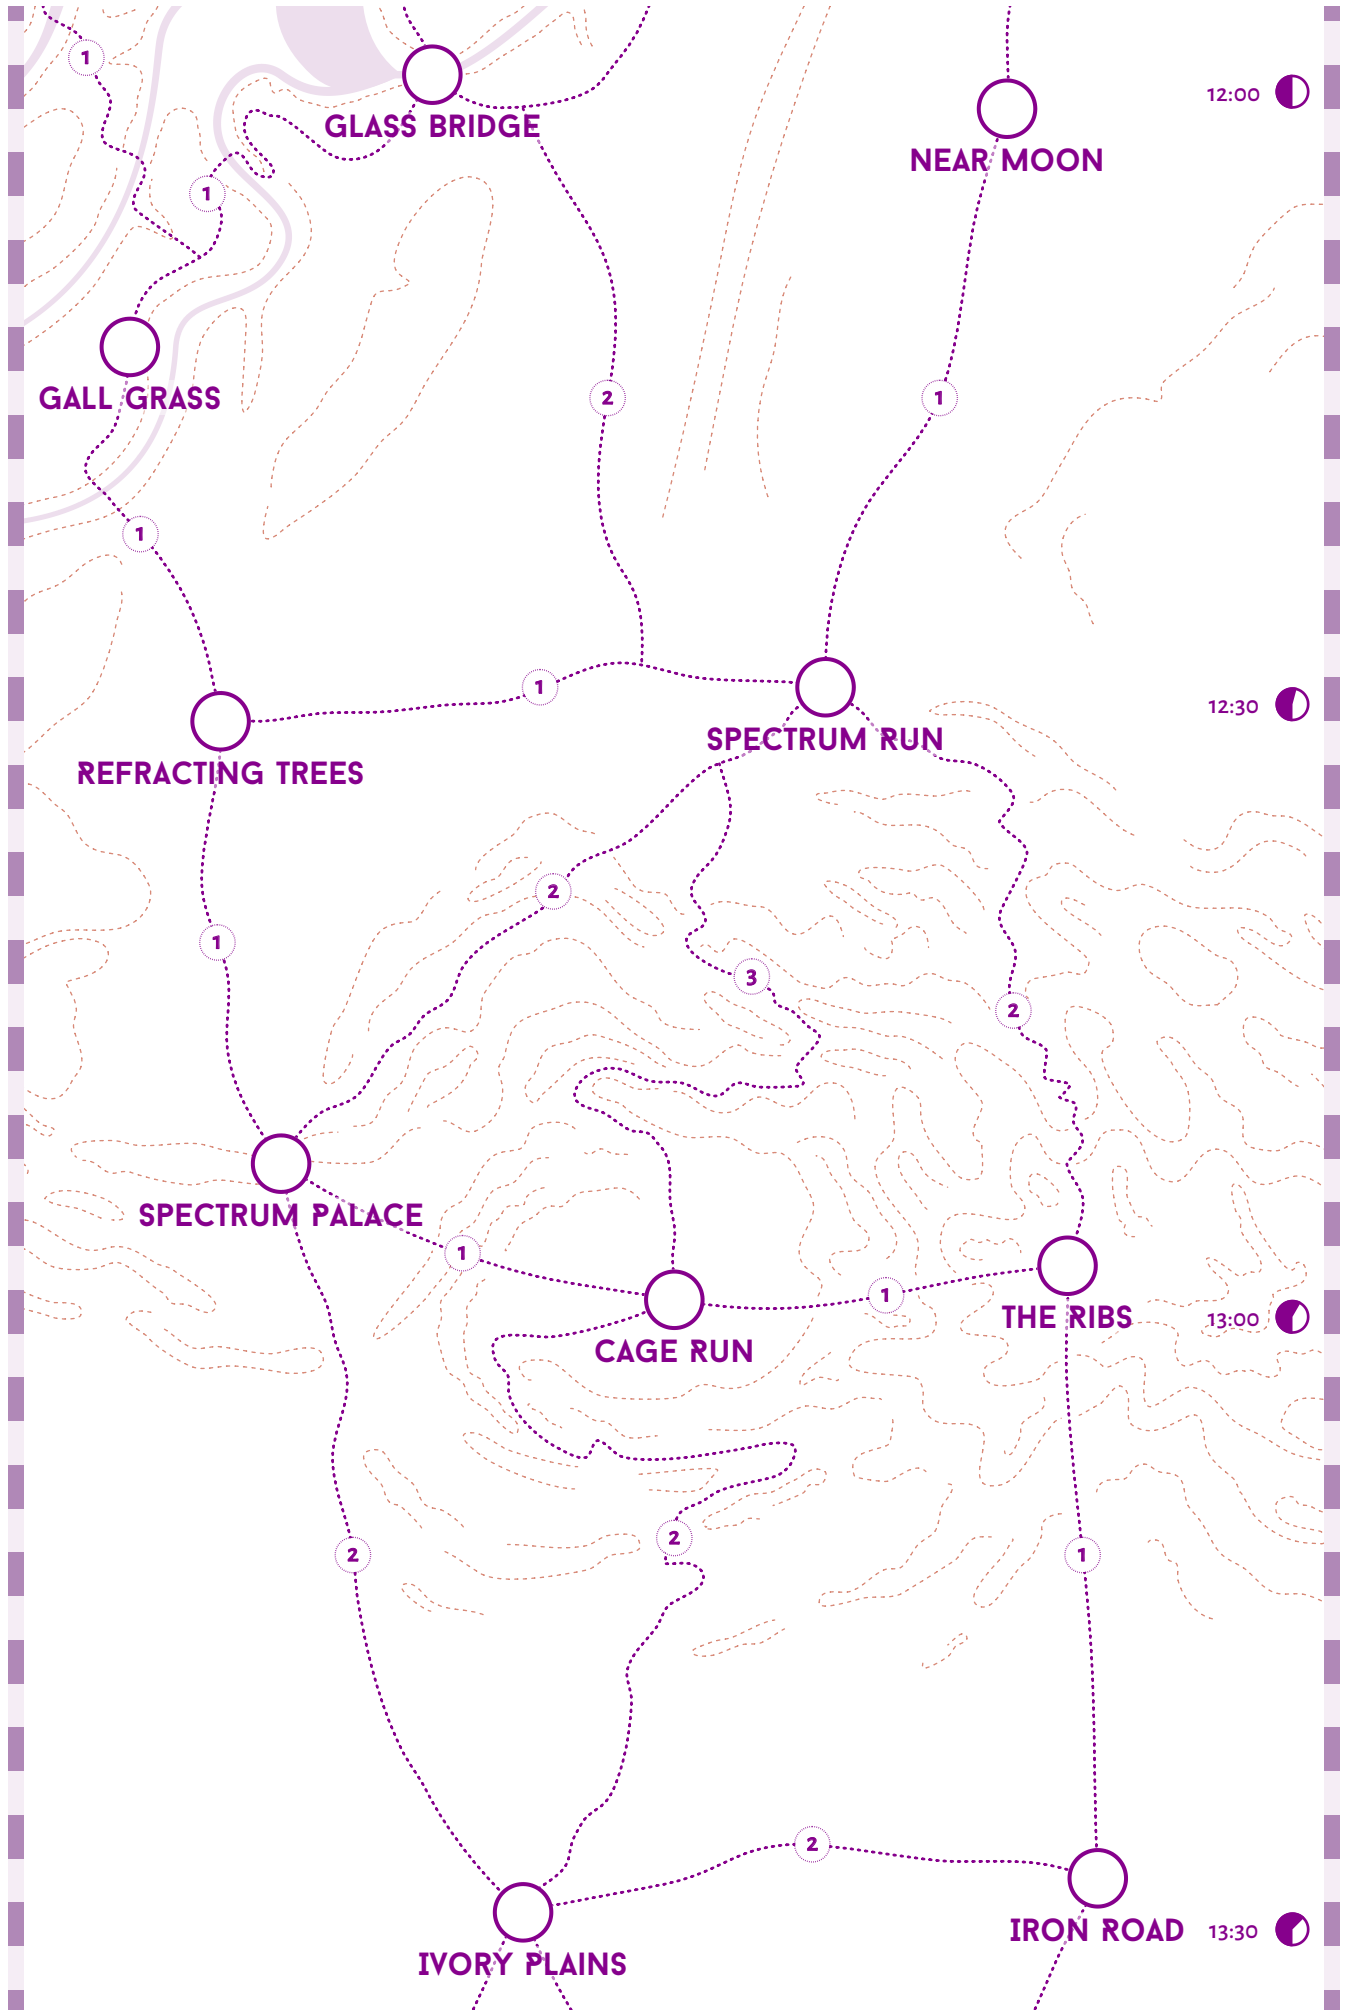 1
GLASS BRIDGE
12:00
NEAR MOON
1
GALL GRASS
2
1
1
1
SPECTRUM RUN
12:30
REFRACTING TREES
2
1
3
2
SPECTRUM PALACE
1
1
THE RIBS
13:00
CAGE RUN
2
2
1
2
IRON ROAD
13:30
IVORY PLAINS